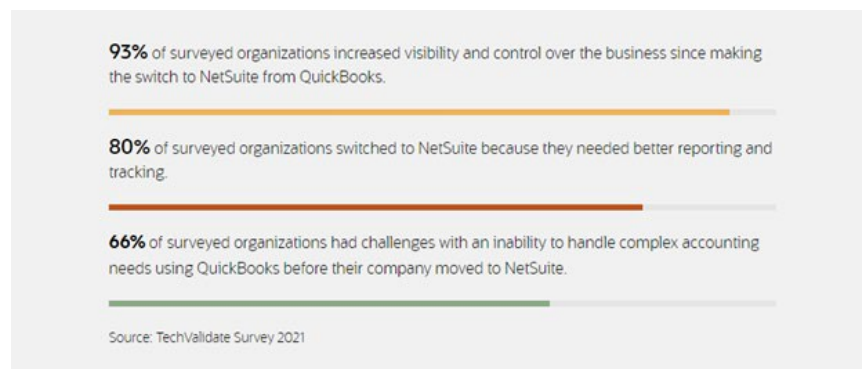 93% of surveyed organizations increased visibility and control over the business since making
the switch to NetSuite from QuickBooks.
80% of surveyed organizations switched to NetSuite because they needed better reporting and
tracking.
66% of surveyed organizations had challenges with an inability to handle complex accounting
needs using QuickBooks before their company moved to NetSuite.
Source: TechValidate Survey 2021